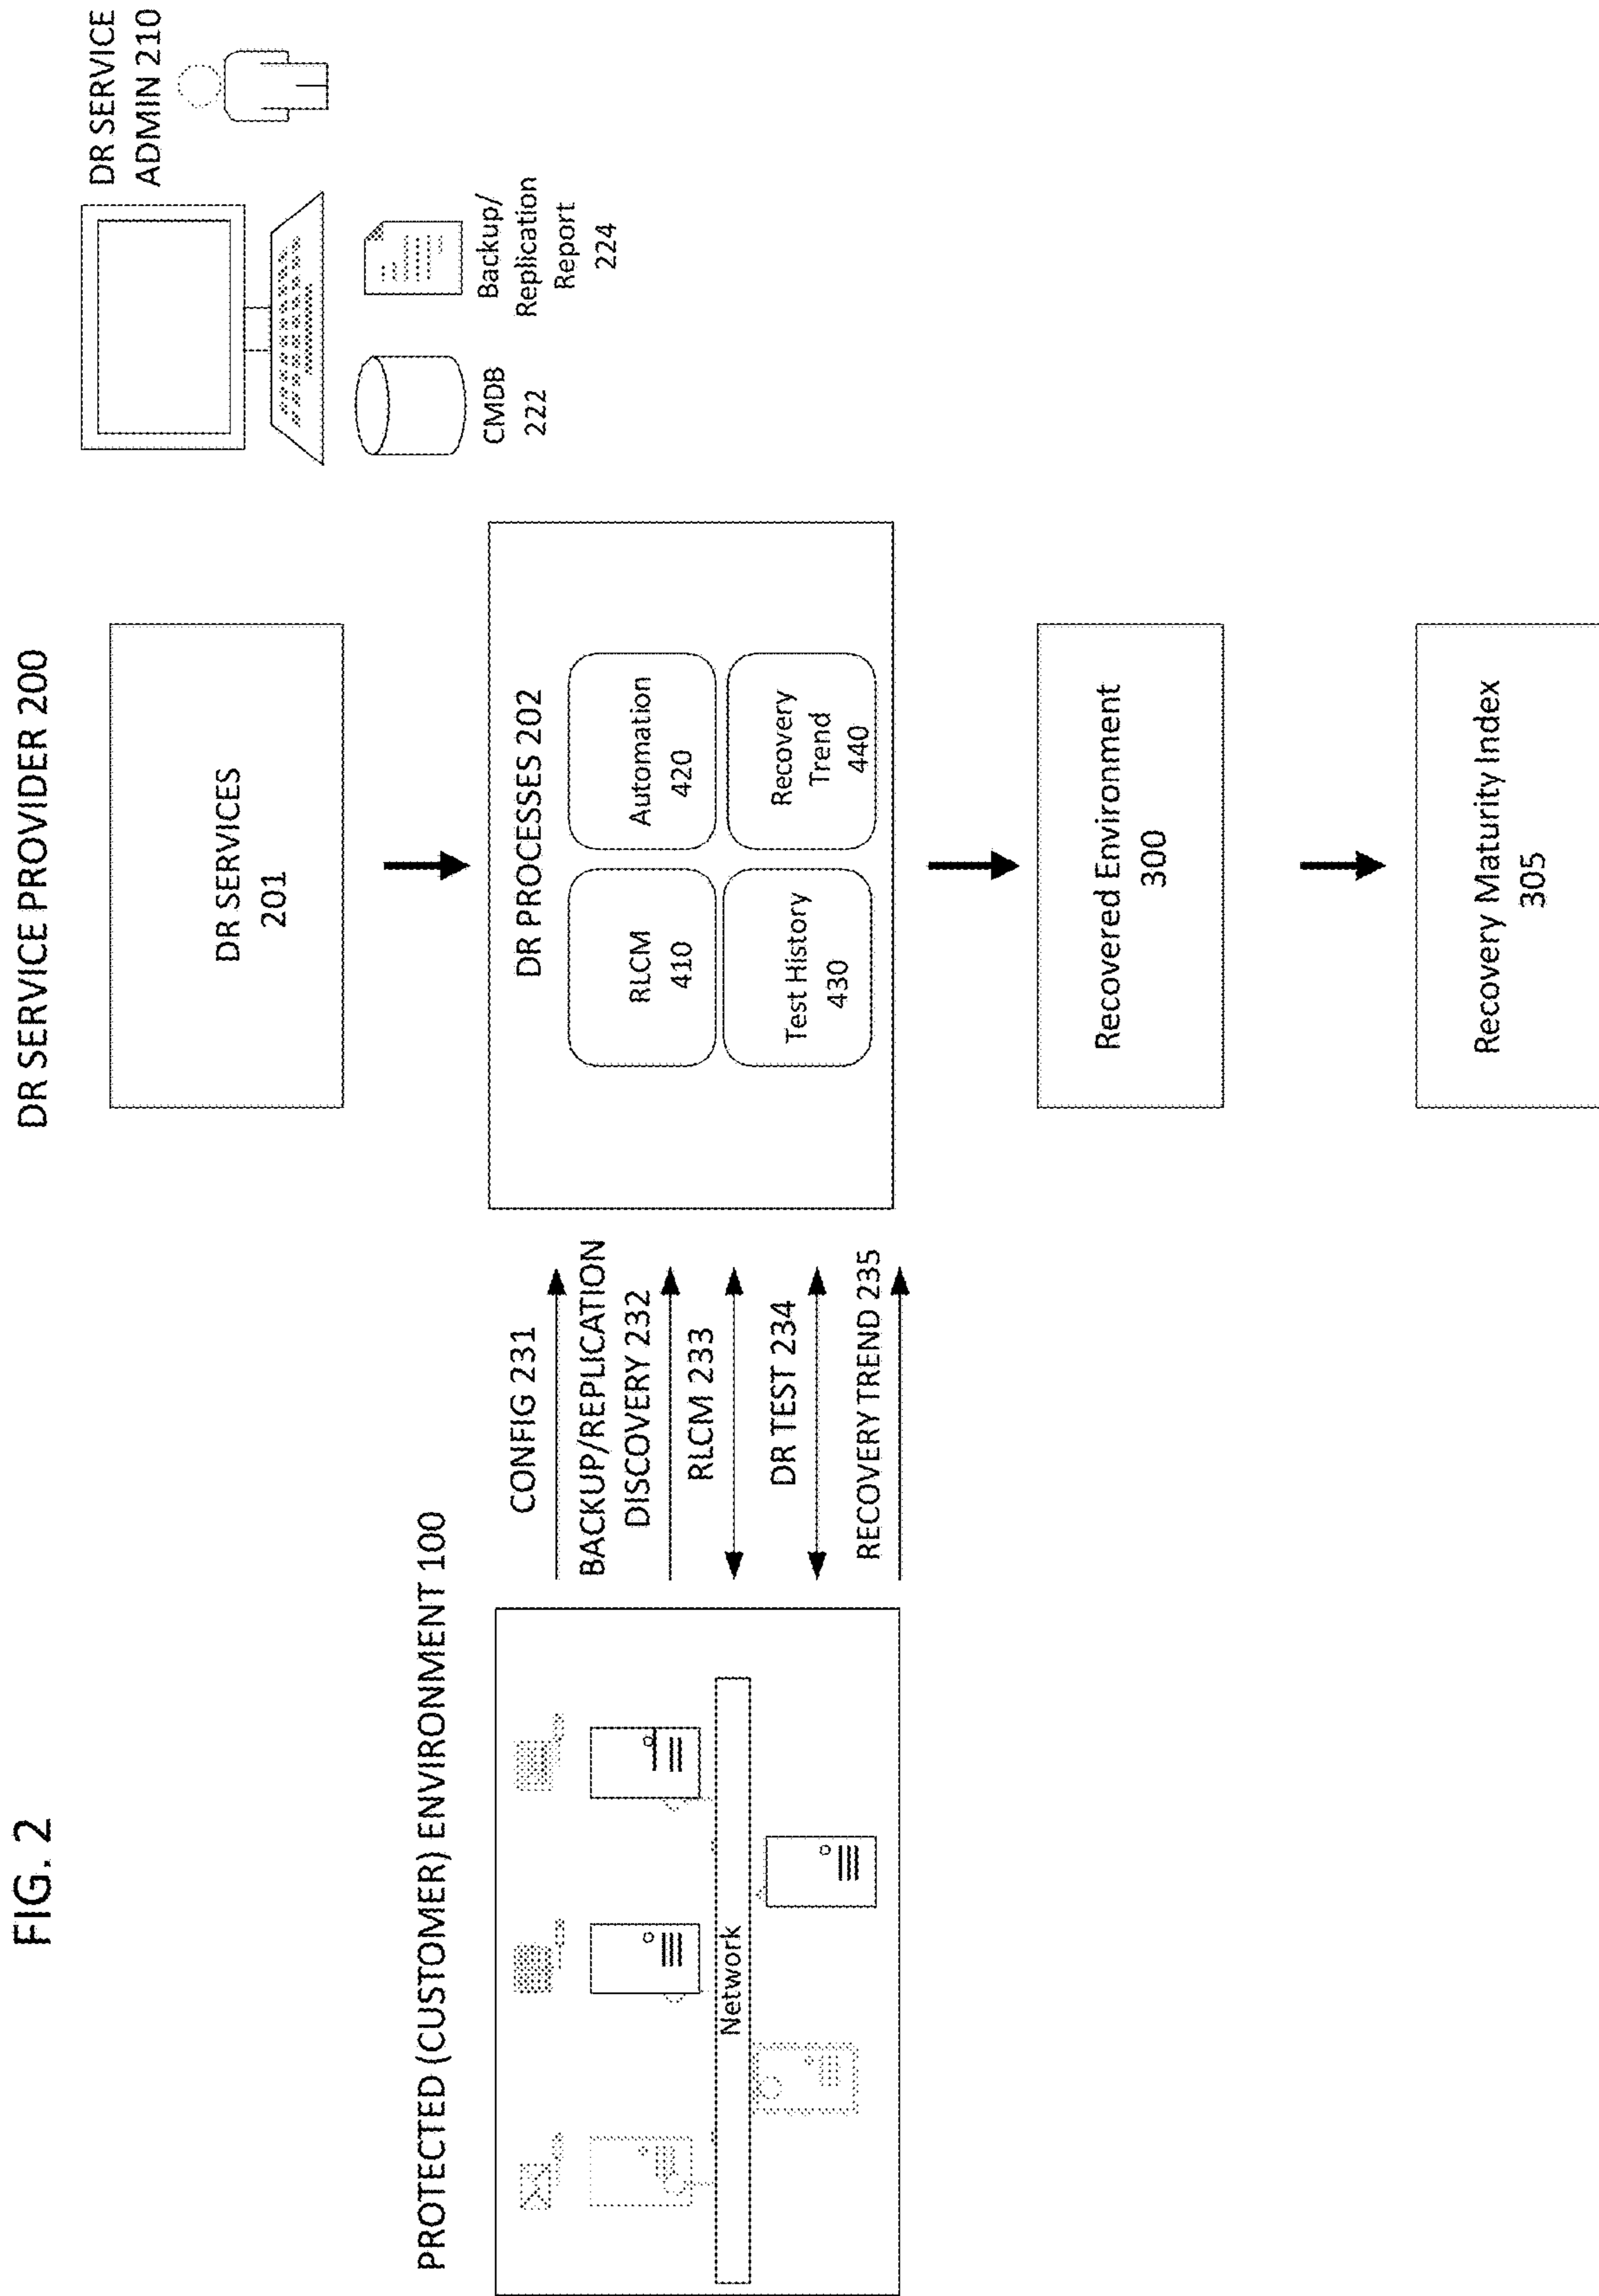 FIG. 2
DR SERVICE PROVIDER 200
DR SERVICE
ADMIN 210
DR SERVICES
201
CMDB
222
Backup/
Replication
Report
224
PROTECTED (CUSTOMER) ENVIRONMENT 100
Network
CONFIG 231
BACKUP/REPLICATION
DISCOVERY 232
RLCM 233
DR TEST 234
RECOVERY TREND 235
DR PROCESSES 202
RLCM
410
Automation
420
Test History
430
Recovery
Trend
440
Recovered Environment
300
Recovery Maturity Index
305